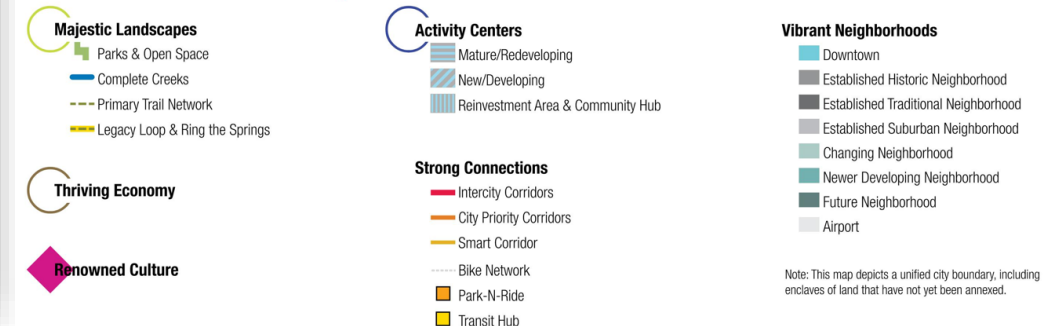 Majestic Landscapes
Parks & Open Space
Complete Creeks
Primary Trail Network
Legacy Loop & Ring the Springs
Thriving Economy
Renowned Culture
Activity Centers
Mature/Redeveloping
New/Developing
Reinvestment Area & Community Hub
Strong Connections
Intercity Corridors
City Priority Corridors
Smart Corridor
Bike Network
Park-N-Ride
Transit Hub
Vibrant Neighborhoods
Downtown
Established Historic Neighborhood
Established Traditional Neighborhood
Established Suburban Neighborhood
Changing Neighborhood
Newer Developing Neighborhood
Future Neighborhood
Airport
Note: This map depicts a unified city boundary, including
enclaves of land that have not yet been annexed.